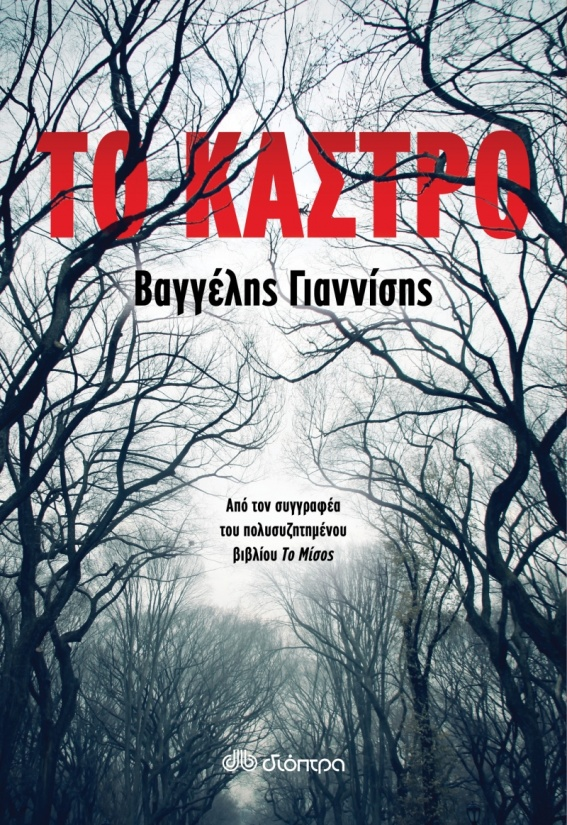 ΤΟ ΚΑΣΤΡΟ
Βαγγέλης Γιαννίσης
Από τον συγγραφέα
του πολυσυζητημένου
βιβλίου Το Μίσος
διόπτρα